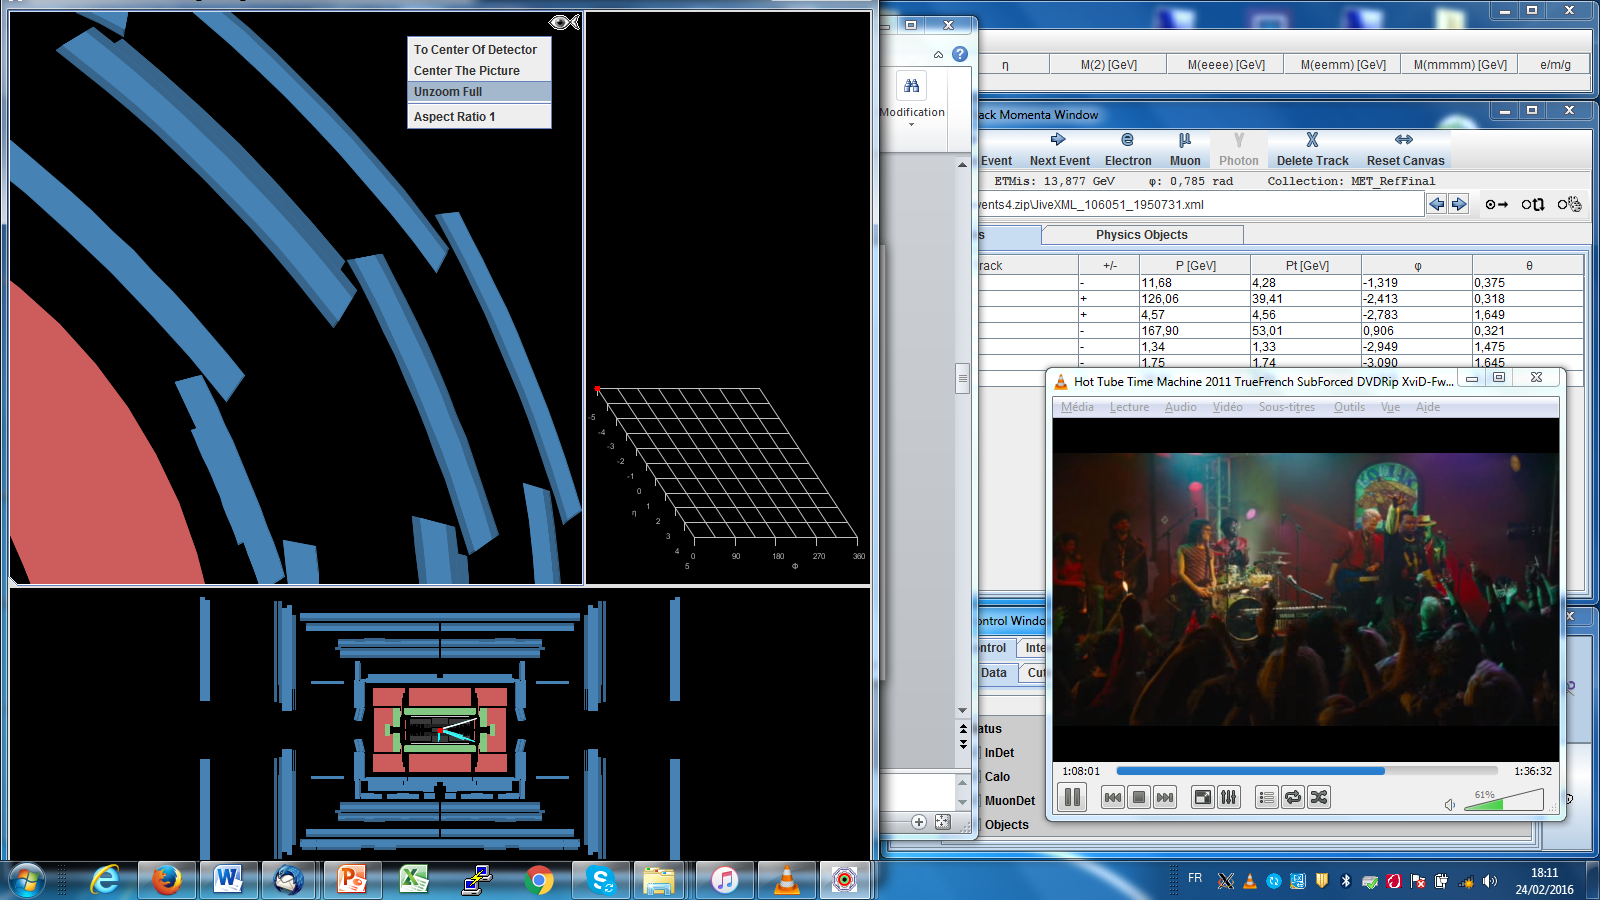 To Center Of Detector
Center The Picture
Unzoom Full
Aspect Ratio 1
-5
-4
-3
-2
-1
0
1
2
3
4
5
η
0
90
180
270
360
Φ
Modification
η M(2) [GeV] M(eeee) [GeV] M(eemm) [GeV] M(mmmm) [GeV] e/m/g
ack Momenta Window
Event Next Event Electron Muon Photon Delete Track Reset Canvas
ETMis: 13,877 GeV φ: 0,785 rad Collection: MET_RefFinal
vents4.zip\JiveXML_106051_1950731.xml
s Physics Objects
rack +/- P [GeV] Pt [GeV] φ θ
- 11,68 4,28 -1,319 0,375
+ 126,06 39,41 -2,413 0,318
+ 4,57 4,56 -2,783 1,649
- 167,90 53,01 0,906 0,321
- 1,34 1,33 -2,949 1,475
- 1,75 1,74 -3,090 1,645
Hot Tube Time Machine 2011 TrueFrench SubForced DVDRip XviD-Fw...
Média Lecture Audio Vidéo Sous-titres Outils Vue Aide
1:08:01 1:36:32
61%
ontrol Windo
ontrol Inte
Data Cu
atus
InDet
Calo
MuonDet
Objects
FR
18:11
24/02/2016